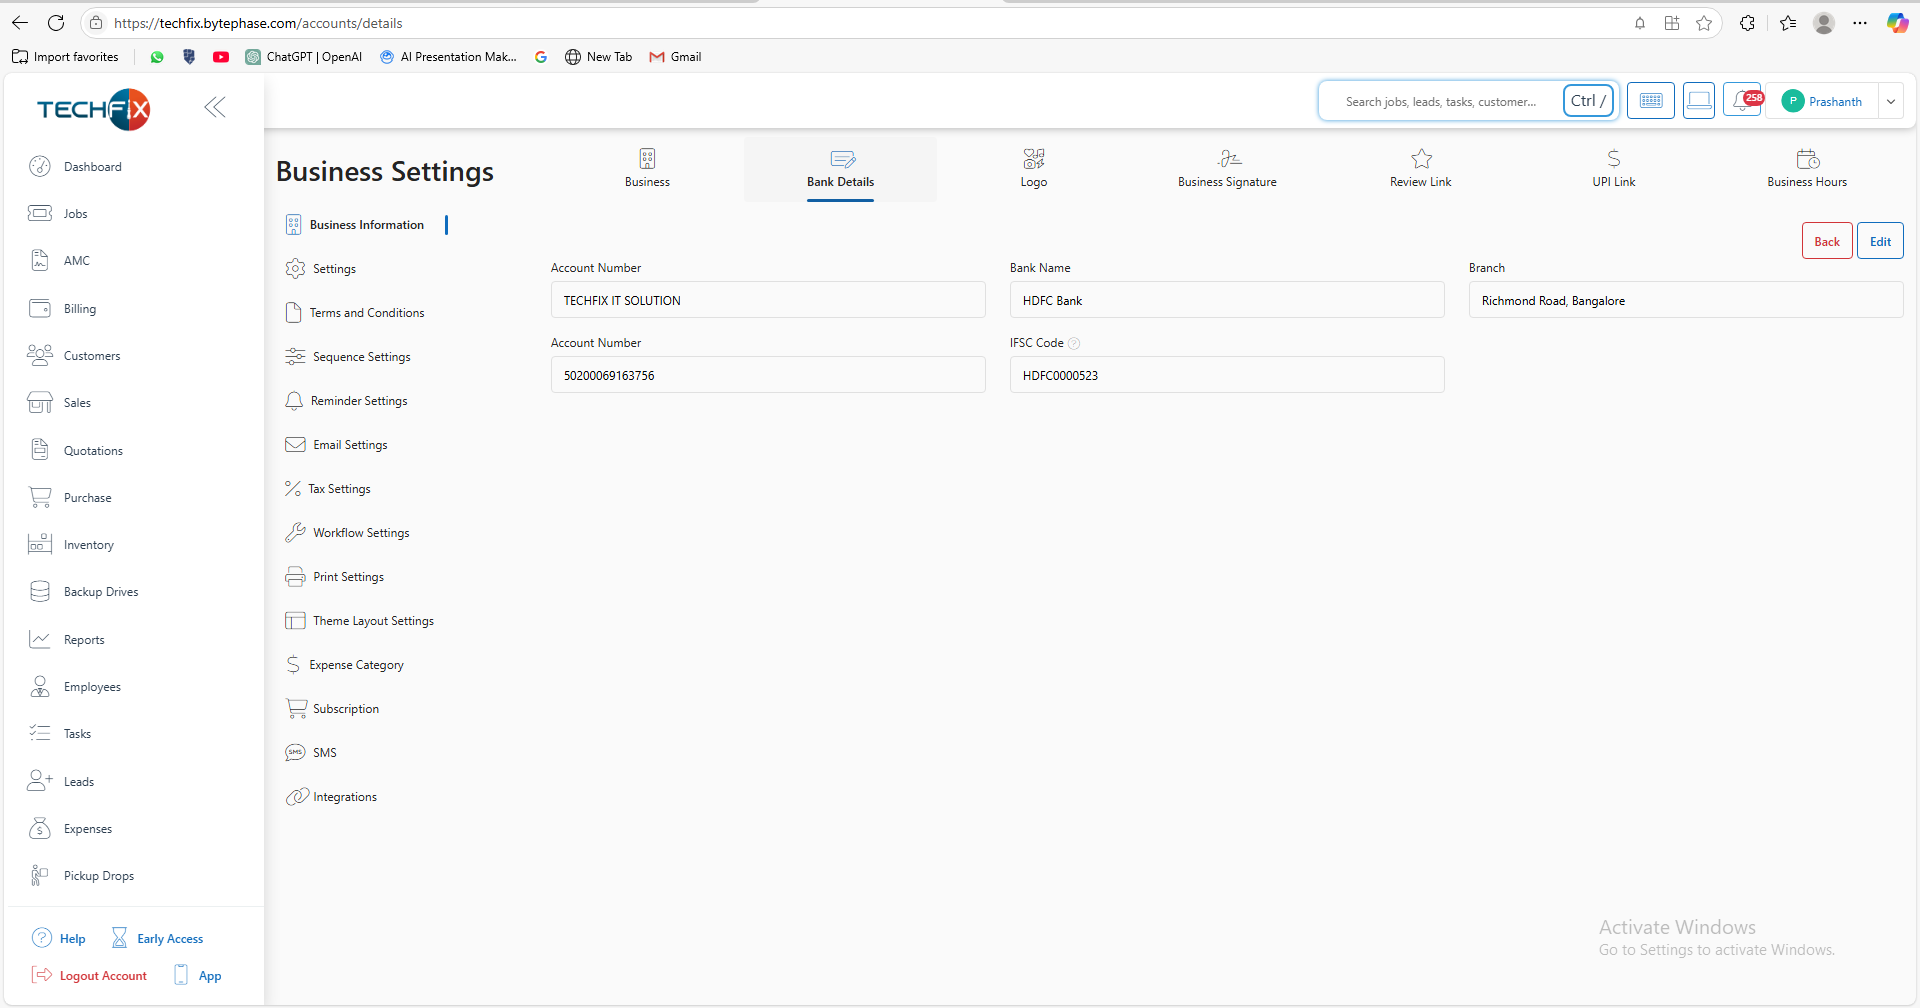 https://techfix.bytephase.com/accounts/details
Import favorites
ChatGPT | OpenAI
AI Presentation Mak...
New Tab
Gmail
TECHFIX
Search jobs, leads, tasks, customer...
Ctrl /
258
P
Prashanth
Dashboard
Jobs
AMC
Billing
Customers
Sales
Quotations
Purchase
Inventory
Backup Drives
Reports
Employees
Tasks
Leads
Expenses
Pickup Drops
Help
Early Access
Logout Account
App
Business Settings
Business
Bank Details
Logo
Business Signature
Review Link
UPI Link
Business Hours
Business Information
Settings
Terms and Conditions
Sequence Settings
Reminder Settings
Email Settings
Tax Settings
Workflow Settings
Print Settings
Theme Layout Settings
Expense Category
Subscription
SMS
SMS
Integrations
Back
Edit
Account Number
TECHFIX IT SOLUTION
Bank Name
HDFC Bank
Branch
Richmond Road, Bangalore
Account Number
50200069163756
IFSC Code
HDFC0000523
Activate Windows
Go to Settings to activate Windows.